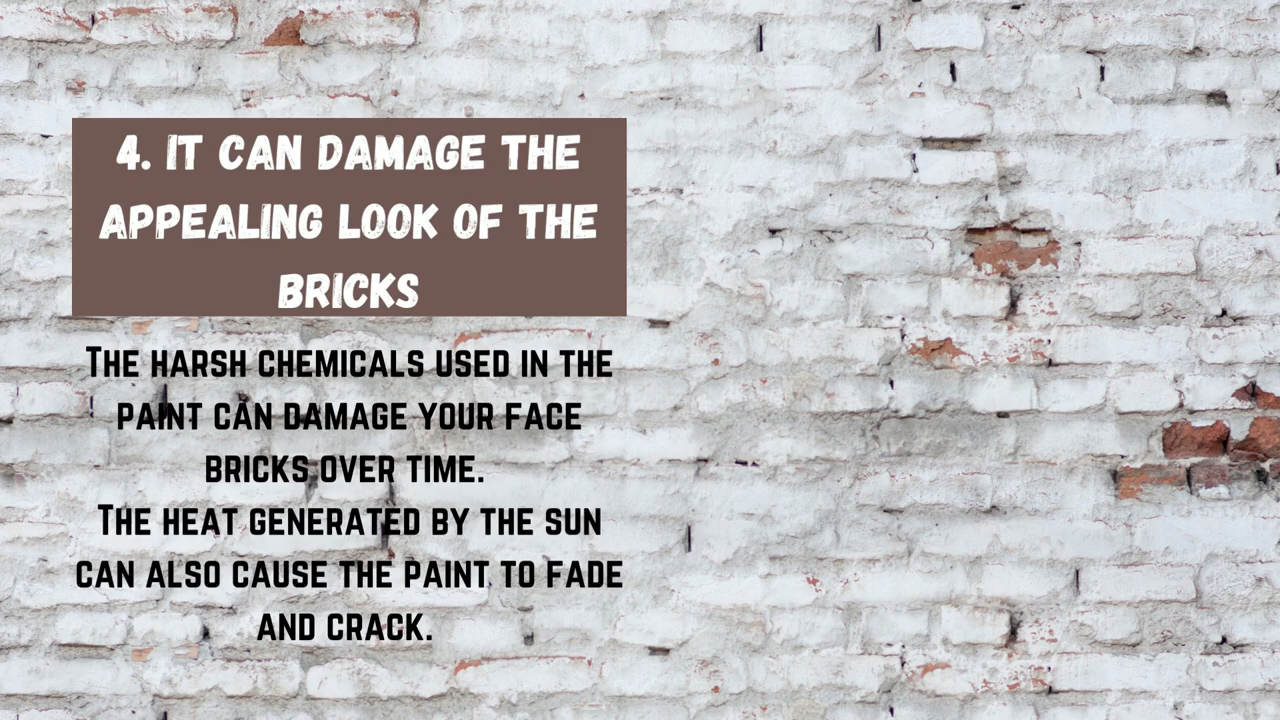 4. IT CAN DAMAGE THE
APPEALING LOOK OF THE
BRICKS
The harsh chemicals used in the
paint can damage your face
bricks over time.
The heat generated by the sun
can also cause the paint to fade
and crack.